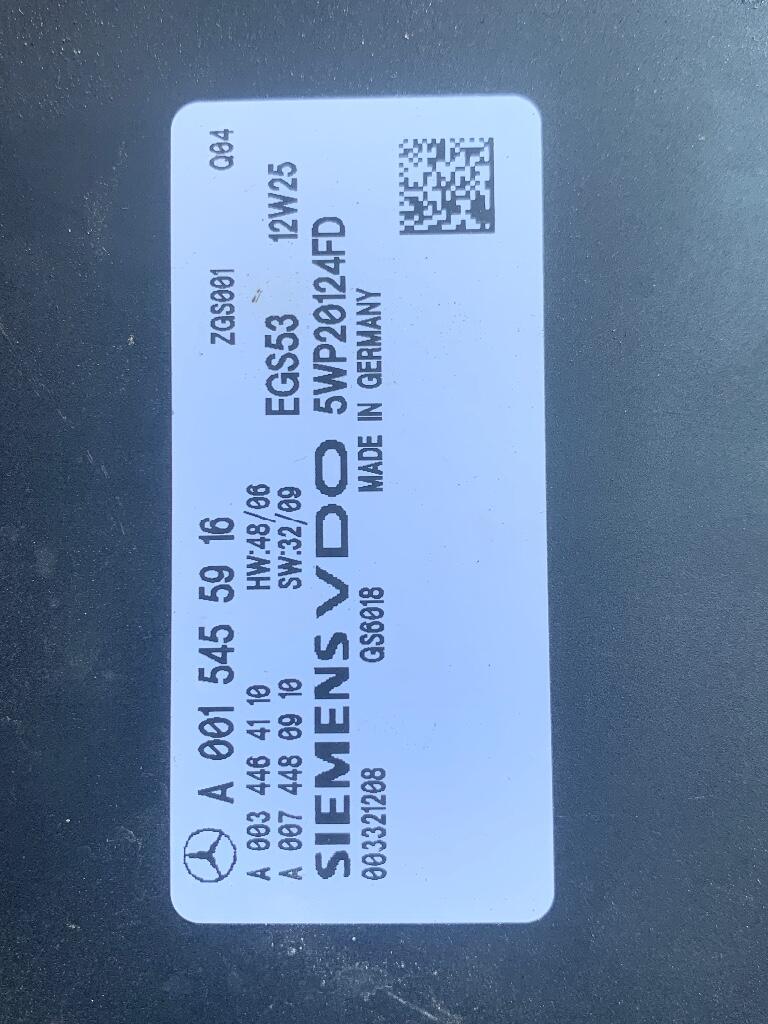 A 001 545 59 16 ZGS001 Q04
A 003 446 41 10 HW:48/06 EGS53 12W25
A 007 448 09 10 SW:32/09
SIEMENS VDO 5WP20124FD
003321208 QS6018 MADE IN GERMANY